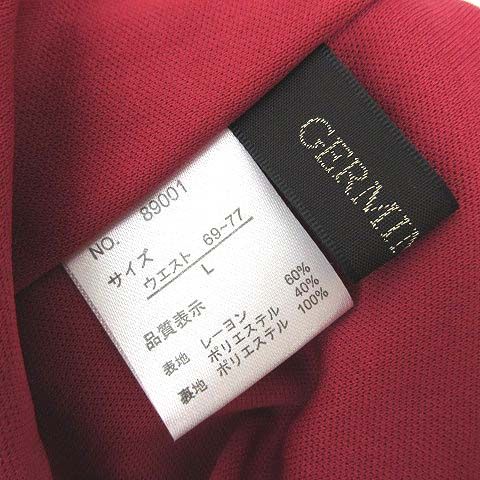 GERMI
NO. 89001
サイズ
ウエスト 69-77
L
品質表示
表地 レーヨン 60%
ポリエステル 40%
裏地 ポリエステル 100%